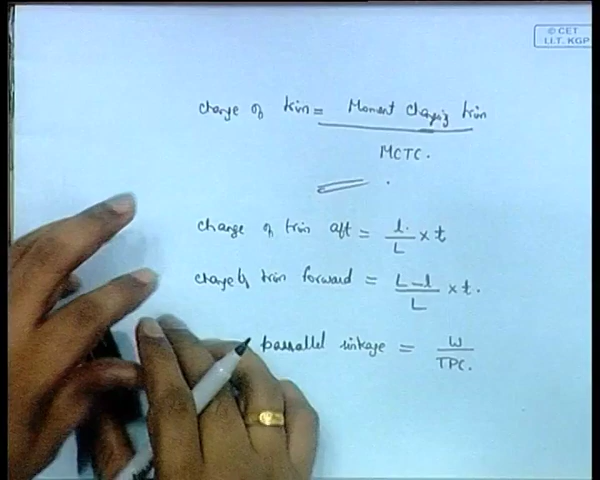 © CET
I.I.T. KGP
change of trim = Moment changing trim
MCTC.
change of trim aft = l. / L × t
change of trim forward = L - l / L × t.
parallel sinkage = W / TPC.